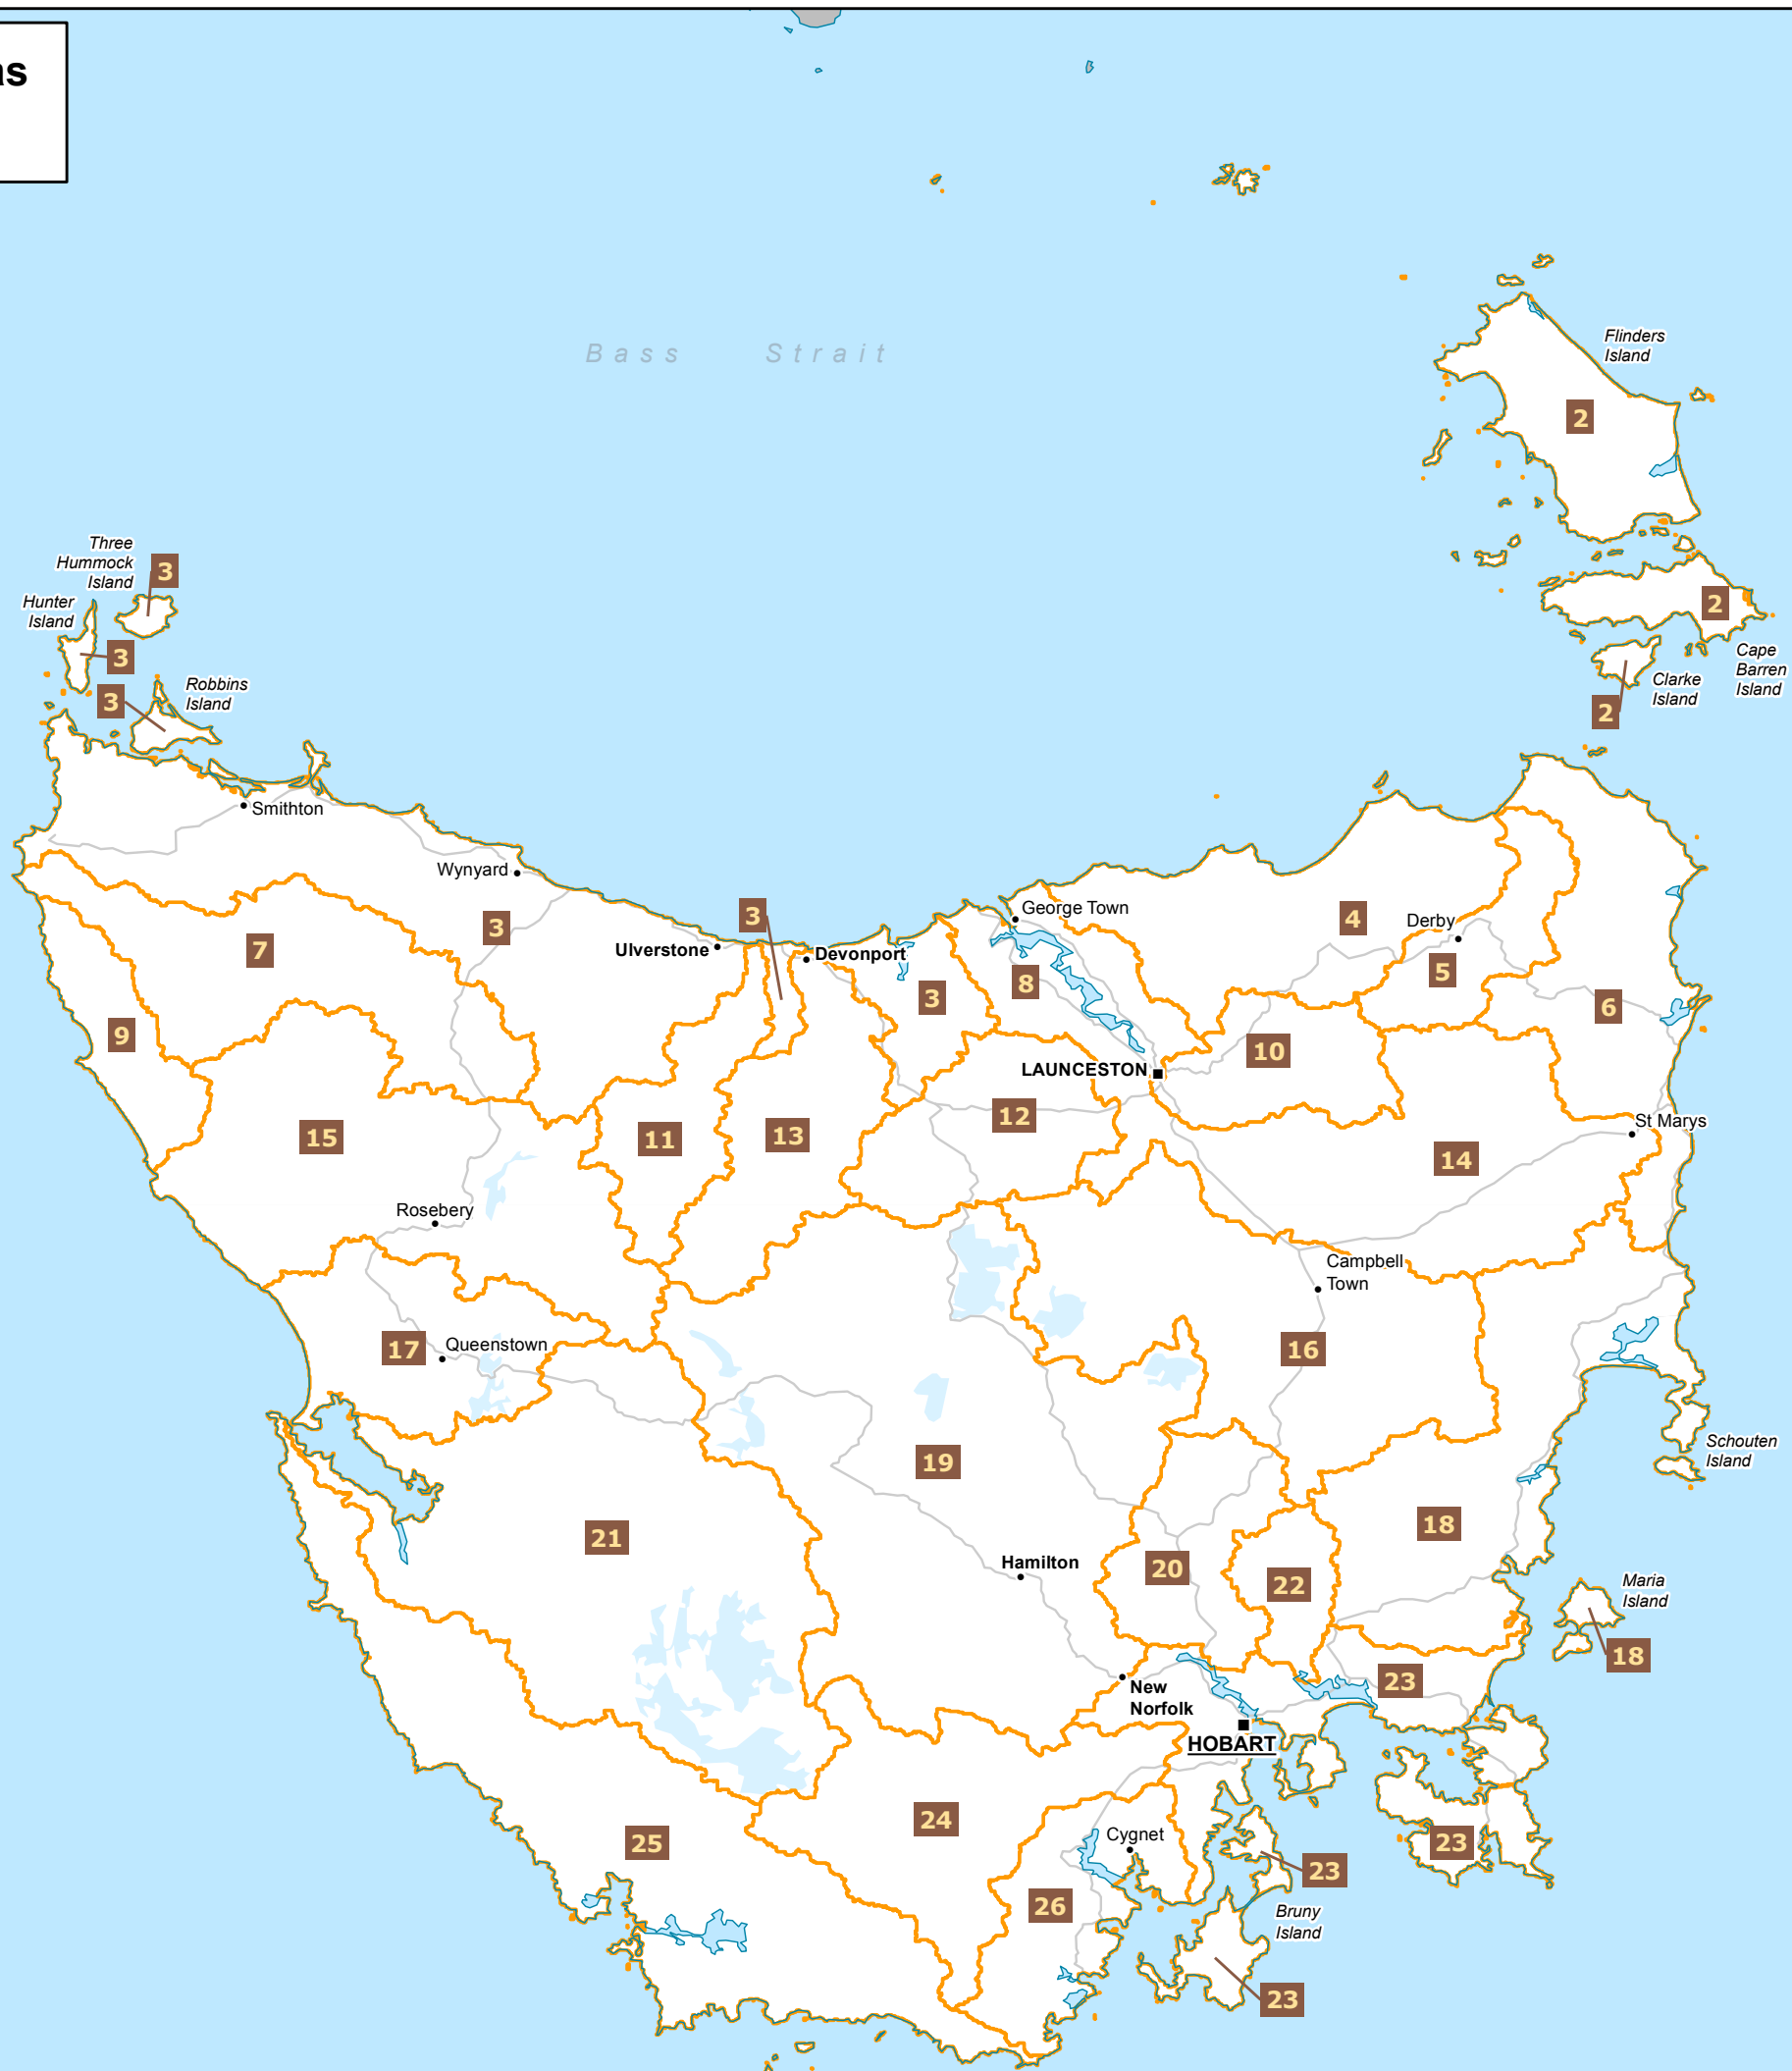 as
Bass Strait
Flinders
Island
2
Three
Hummock
Island
3
Hunter
Island
3
2
Cape
Barren
Island
Robbins
Island
3
Clarke
Island
2
Smithton
Wynyard
3
3
George Town
4
Derby
7
Ulverstone
Devonport
5
8
3
6
9
10
LAUNCESTON
12
St Marys
15
11
13
14
Rosebery
Campbell
Town
17
Queenstown
16
19
Schouten
Island
18
21
Hamilton
20
22
Maria
Island
18
23
New
Norfolk
HOBART
24
Cygnet
25
23
23
26
Bruny
Island
23